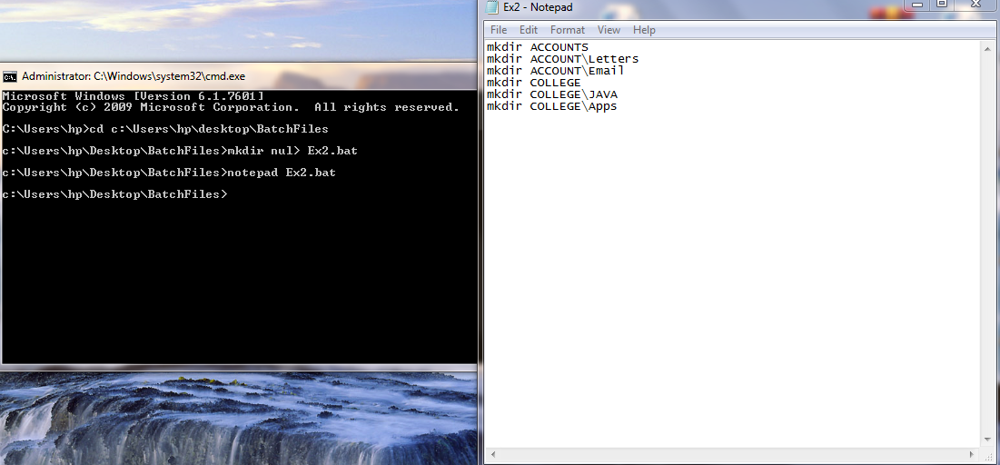 Administrator: C:\Windows\system32\cmd.exe
Microsoft Windows [Version 6.1.7601]
Copyright (c) 2009 Microsoft Corporation.  All rights reserved.
C:\Users\hp>cd c:\Users\hp\desktop\BatchFiles
c:\Users\hp\Desktop\BatchFiles>mkdir nul> Ex2.bat
c:\Users\hp\Desktop\BatchFiles>notepad Ex2.bat
c:\Users\hp\Desktop\BatchFiles>
Ex2 - Notepad
File Edit Format View Help
mkdir ACCOUNTS
mkdir ACCOUNT\Letters
mkdir ACCOUNT\Email
mkdir COLLEGE
mkdir COLLEGE\JAVA
mkdir COLLEGE\Apps